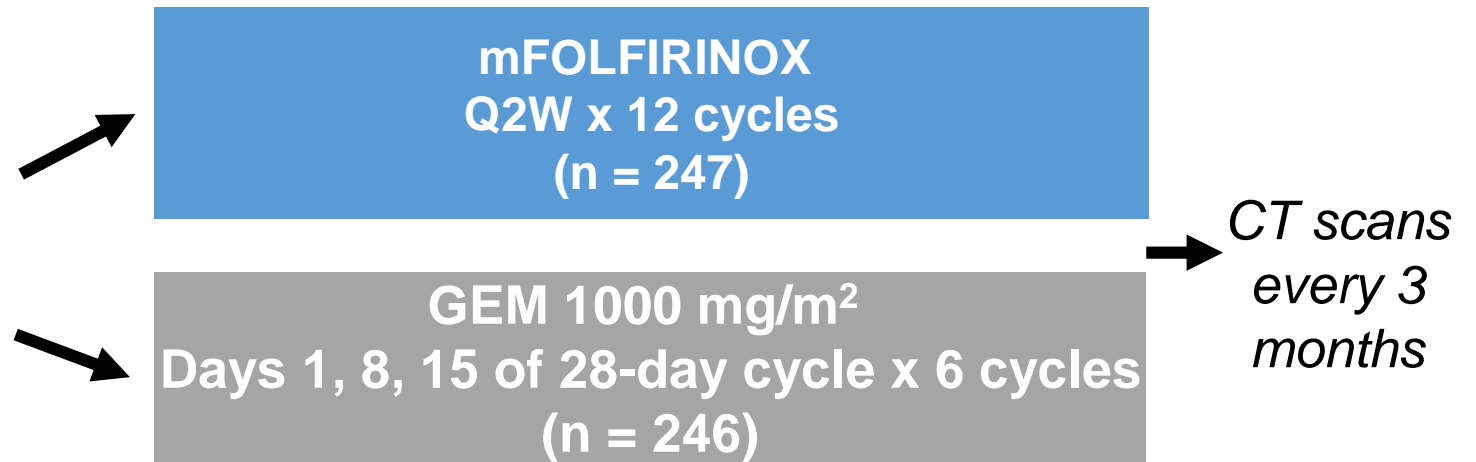 mFOLFIRINOX
Q2W x 12 cycles
(n = 247)
GEM 1000 mg/m²
Days 1, 8, 15 of 28-day cycle x 6 cycles
(n = 246)
CT scans
every 3
months